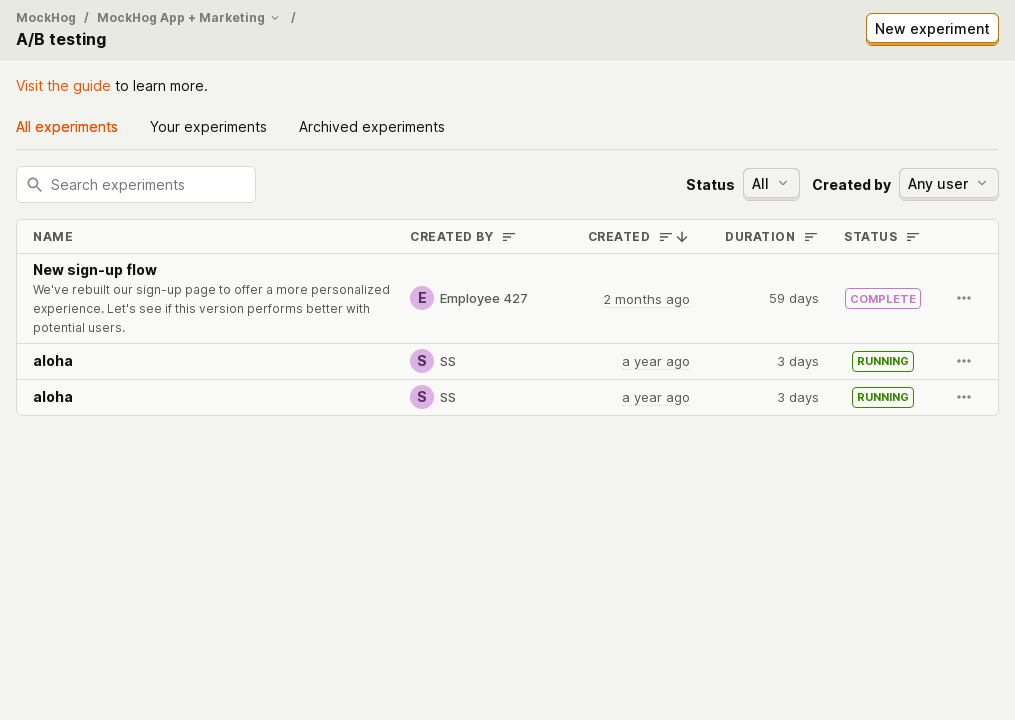 MockHog / MockHog App + Marketing /
A/B testing
New experiment
Visit the guide to learn more.
All experiments Your experiments Archived experiments
Search experiments
Status All Created by Any user
NAME CREATED BY CREATED DURATION STATUS
New sign-up flow
We've rebuilt our sign-up page to offer a more personalized
experience. Let's see if this version performs better with
potential users.
E Employee 427 2 months ago 59 days COMPLETE
aloha S SS a year ago 3 days RUNNING
aloha S SS a year ago 3 days RUNNING